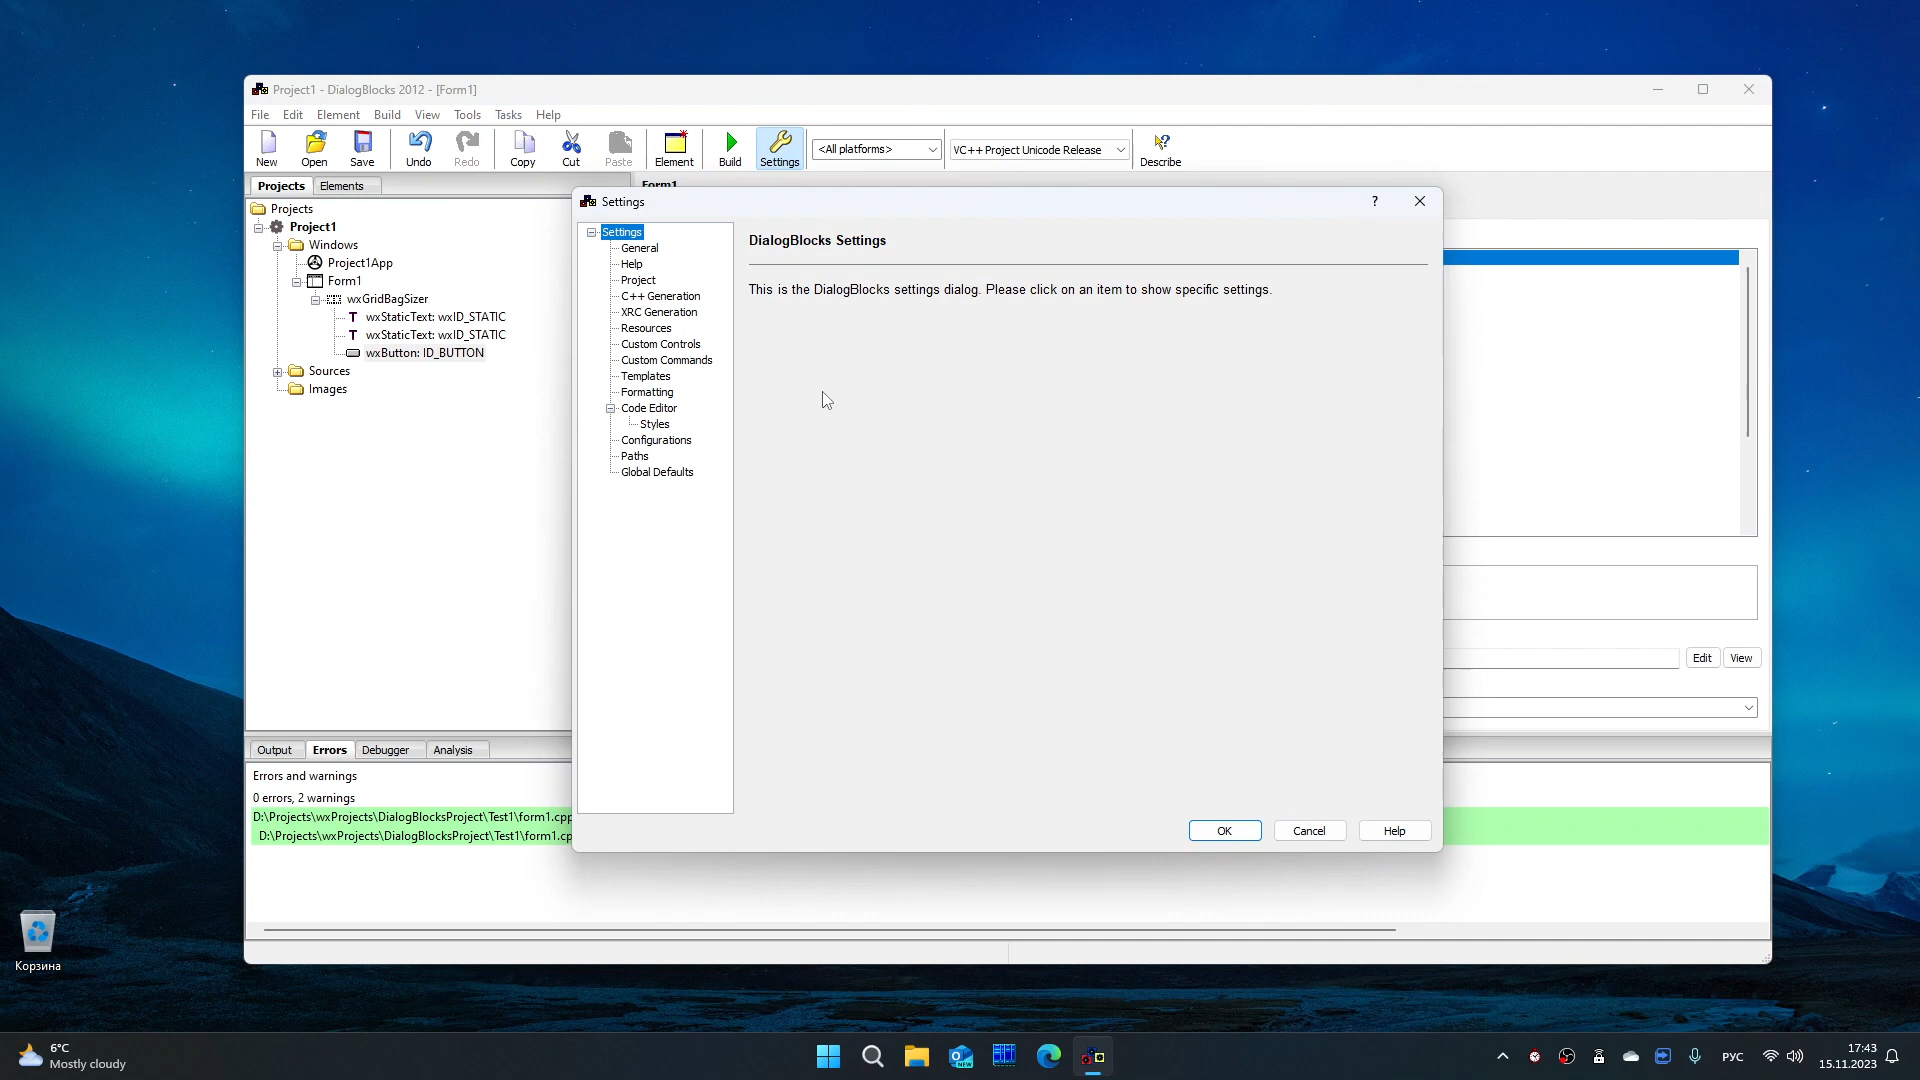 Project1 - DialogBlocks 2012 - [Form1]
File Edit Element Build View Tools Tasks Help
New Open Save Undo Redo Copy Cut Paste Element Build Settings <All platforms> VC++ Project Unicode Release Describe
Projects Elements
Form1
Projects
Project1
Windows
Project1App
Form1
wxGridBagSizer
wxStaticText: wxID_STATIC
wxStaticText: wxID_STATIC
wxButton: ID_BUTTON
Sources
Images
Settings
?
Settings
General
Help
Project
C++ Generation
XRC Generation
Resources
Custom Controls
Custom Commands
Templates
Formatting
Code Editor
Styles
Configurations
Paths
Global Defaults
DialogBlocks Settings
This is the DialogBlocks settings dialog. Please click on an item to show specific settings.
OK Cancel Help
Edit View
Output Errors Debugger Analysis
Errors and warnings
0 errors, 2 warnings
D:\Projects\wxProjects\DialogBlocksProject\Test1\form1.cpp
D:\Projects\wxProjects\DialogBlocksProject\Test1\form1.cp
Корзина
6°C
Mostly cloudy
NEW
РУС
17:43
15.11.2023